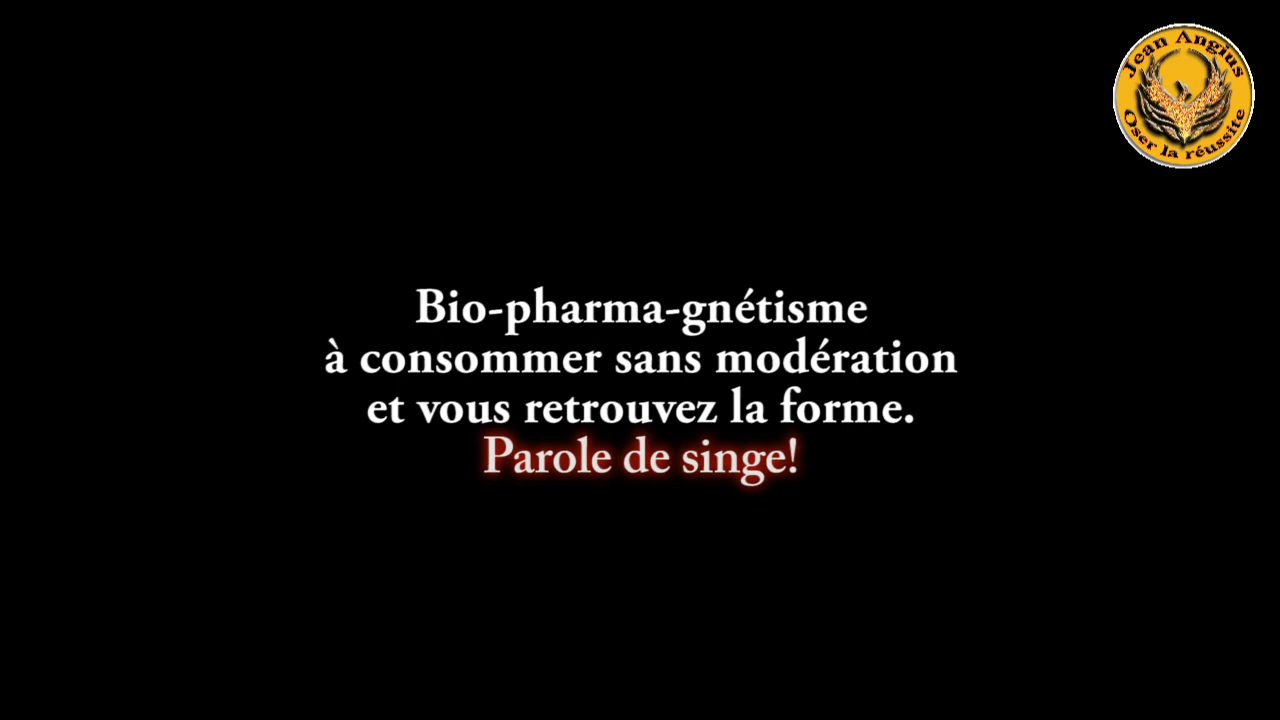 Jean Angius
Oser la réussite
Bio-pharma-gnétisme
à consommer sans modération
et vous retrouvez la forme.
Parole de singe!